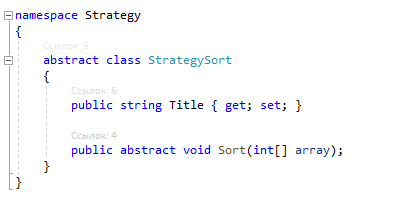 namespace Strategy
{
Ссылок: 6
abstract class StrategySort
{
Ссылок: 6
public string Title { get; set; }
Ссылок: 4
public abstract void Sort(int[] array);
}
}